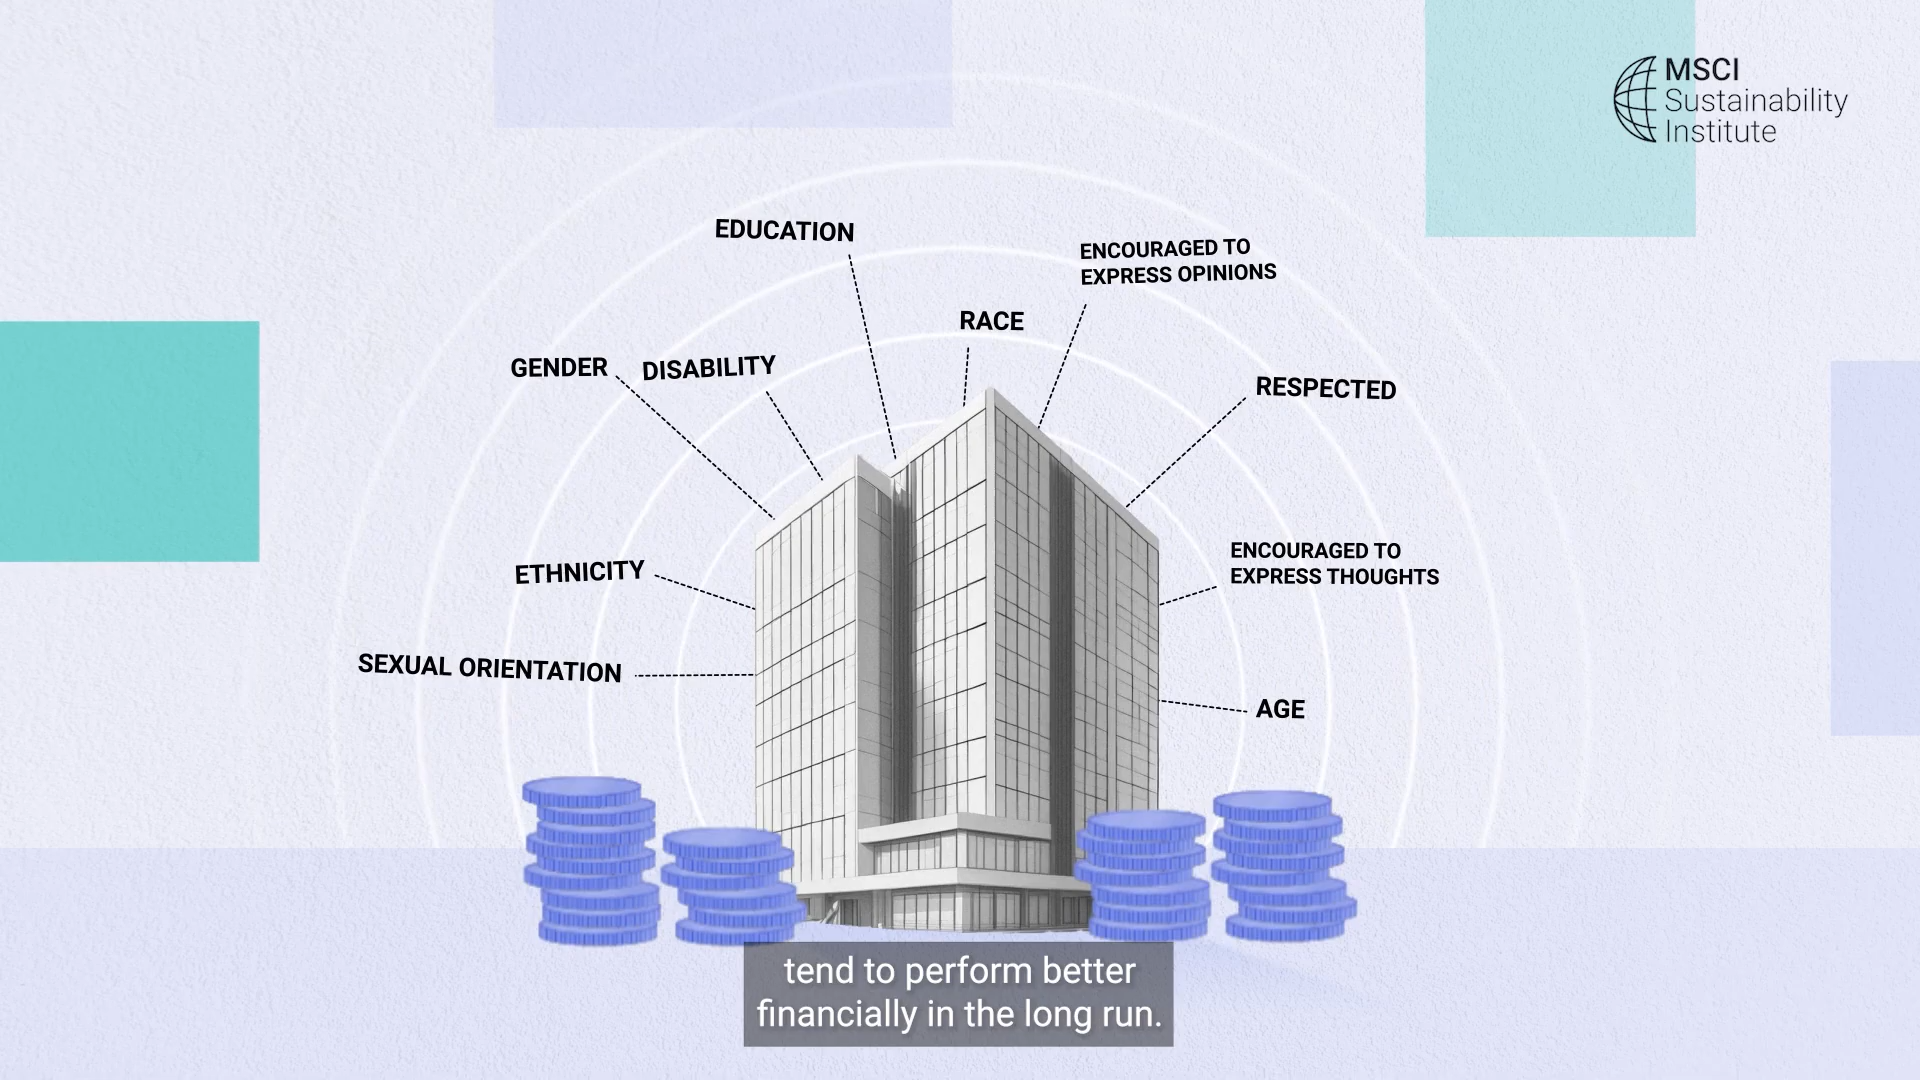 MSCI
Sustainability
Institute
EDUCATION
ENCOURAGED TO
EXPRESS OPINIONS
RACE
GENDER
DISABILITY
RESPECTED
ENCOURAGED TO
EXPRESS THOUGHTS
ETHNICITY
SEXUAL ORIENTATION
AGE
tend to perform better
financially in the long run.